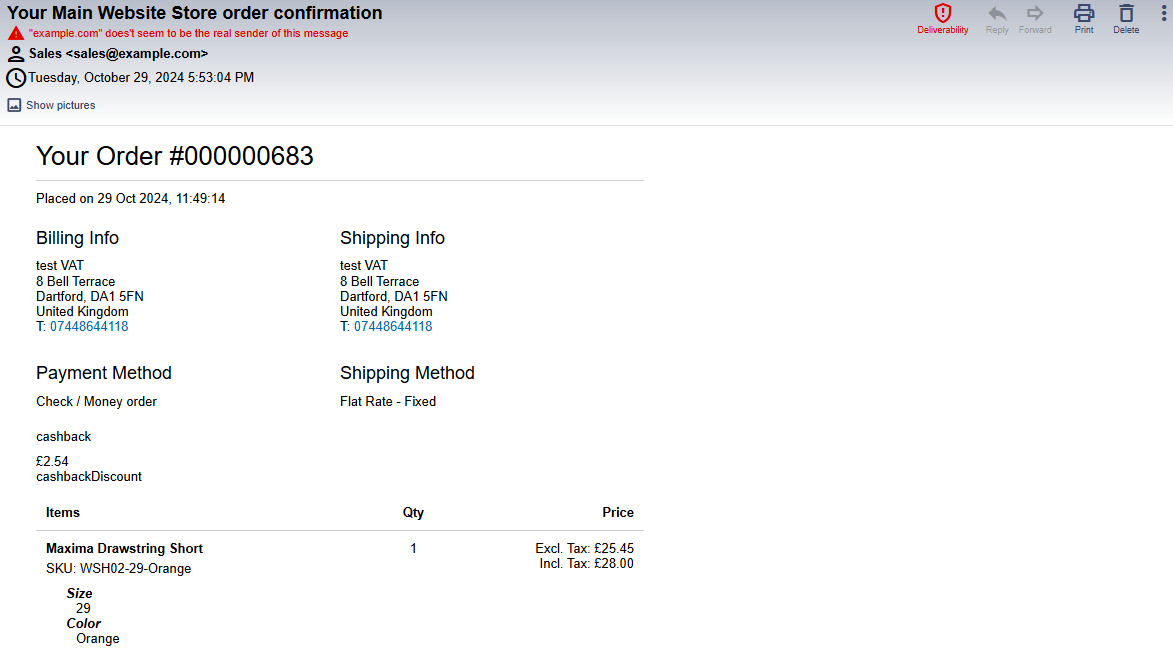 Your Main Website Store order confirmation
"example.com" does't seem to be the real sender of this message
Sales <sales@example.com>
Tuesday, October 29, 2024 5:53:04 PM
Show pictures
Deliverability
Reply
Forward
Print
Delete
Your Order #000000683
Placed on 29 Oct 2024, 11:49:14
Billing Info
test VAT
8 Bell Terrace
Dartford, DA1 5FN
United Kingdom
T: 07448644118
Shipping Info
test VAT
8 Bell Terrace
Dartford, DA1 5FN
United Kingdom
T: 07448644118
Payment Method
Check / Money order
Shipping Method
Flat Rate - Fixed
cashback
£2.54
cashbackDiscount
Items Qty Price
Maxima Drawstring Short 1 Excl. Tax: £25.45
Incl. Tax: £28.00
SKU: WSH02-29-Orange
Size
29
Color
Orange